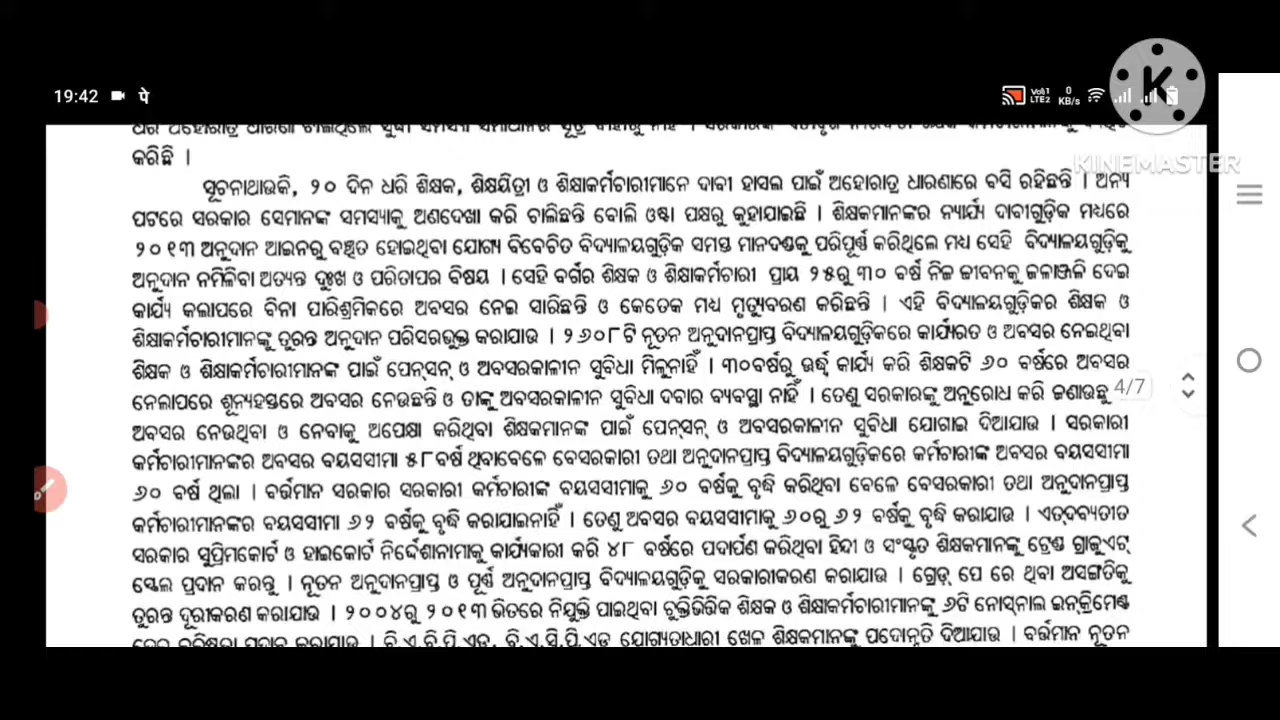 19:42 पे
Vo)) 1 LTE2 0 KB/s
K
KINEMASTER
କରିଛି ।
ସୂଚନାଥାଉକି, ୨୦ ଦିନ ଧରି ଶିକ୍ଷକ, ଶିକ୍ଷୟିତ୍ରୀ ଓ ଶିକ୍ଷାକର୍ମଚାରୀମାନେ ଦାବୀ ହାସଲ ପାଇଁ ଅହୋରାତ୍ର ଧାରଣାରେ ବସି ରହିଛନ୍ତି । ଅନ୍ୟ
ପଟରେ ସରକାର ସେମାନଙ୍କ ସମସ୍ୟାକୁ ଅଣଦେଖା କରି ଚାଲିଛନ୍ତି ବୋଲି ଓଷ୍ଟା ପକ୍ଷରୁ କୁହାଯାଇଛି । ଶିକ୍ଷକମାନଙ୍କର ନ୍ୟାର୍ଯ୍ୟ ଦାବୀଗୁଡ଼ିକ ମଧ୍ୟରେ
୨୦୧୩ ଅନୁଦାନ ଆଇନରୁ ବଞ୍ଚିତ ହୋଇଥିବା ଯୋଗ୍ୟ ବିବେଚିତ ବିଦ୍ୟାଳୟଗୁଡ଼ିକ ସମସ୍ତ ମାନଦଣ୍ଡକୁ ପରିପୂର୍ଣ୍ଣ କରିଥିଲେ ମଧ୍ୟ ସେହି ବିଦ୍ୟାଳୟଗୁଡ଼ିକୁ
ଅନୁଦାନ ନମିଳିବା ଅତ୍ୟନ୍ତ ଦୁଃଖ ଓ ପରିତାପର ବିଷୟ । ସେହି ବର୍ଗର ଶିକ୍ଷକ ଓ ଶିକ୍ଷାକର୍ମଚାରୀ ପ୍ରାୟ ୨୫ରୁ ୩୦ ବର୍ଷ ନିଜ ଜୀବନକୁ ଜଳାଞ୍ଜଳି ଦେଇ
କାର୍ଯ୍ୟ କଲାପରେ ବିନା ପାରିଶ୍ରମିକରେ ଅବସର ନେଇ ସାରିଛନ୍ତି ଓ କେତେକ ମଧ୍ୟ ମୃତ୍ୟୁବରଣ କରିଛନ୍ତି । ଏହି ବିଦ୍ୟାଳୟଗୁଡ଼ିକର ଶିକ୍ଷକ ଓ
ଶିକ୍ଷାକର୍ମଚାରୀମାନଙ୍କୁ ତୁରନ୍ତ ଅନୁଦାନ ପରିସରଭୁକ୍ତ କରାଯାଉ । ୨୬୦୮ଟି ନୂତନ ଅନୁଦାନପ୍ରାପ୍ତ ବିଦ୍ୟାଳୟଗୁଡ଼ିକରେ କାର୍ଯ୍ୟରତ ଓ ଅବସର ନେଇଥିବା
ଶିକ୍ଷକ ଓ ଶିକ୍ଷାକର୍ମଚାରୀମାନଙ୍କ ପାଇଁ ପେନ୍‌ସନ୍ ଓ ଅବସରକାଳୀନ ସୁବିଧା ମିଳୁନାହିଁ । ୩୦ବର୍ଷରୁ ଊର୍ଦ୍ଧ୍ୱ କାର୍ଯ୍ୟ କରି ଶିକ୍ଷକଟି ୬୦ ବର୍ଷରେ ଅବସର
ନେଲାପରେ ଶୂନ୍ୟହସ୍ତରେ ଅବସର ନେଉଛନ୍ତି ଓ ତାଙ୍କୁ ଅବସରକାଳୀନ ସୁବିଧା ଦବାର ବ୍ୟବସ୍ଥା ନାହିଁ । ତେଣୁ ସରକାରଙ୍କୁ ଅନୁରୋଧ କରି ଜଣାଉଛୁ 4/7
ଅବସର ନେଉଥିବା ଓ ନେବାକୁ ଅପେକ୍ଷା କରିଥିବା ଶିକ୍ଷକମାନଙ୍କ ପାଇଁ ପେନ୍‌ସନ୍ ଓ ଅବସରକାଳୀନ ସୁବିଧା ଯୋଗାଇ ଦିଆଯାଉ । ସରକାରୀ
କର୍ମଚାରୀମାନଙ୍କର ଅବସର ବୟସସୀମା ୫୮ବର୍ଷ ଥିବାବେଳେ ବେସରକାରୀ ତଥା ଅନୁଦାନପ୍ରାପ୍ତ ବିଦ୍ୟାଳୟଗୁଡ଼ିକରେ କର୍ମଚାରୀଙ୍କ ଅବସର ବୟସସୀମା
୬୦ ବର୍ଷ ଥିଲା । ବର୍ତ୍ତମାନ ସରକାର ସରକାରୀ କର୍ମଚାରୀଙ୍କ ବୟସସୀମାକୁ ୬୦ ବର୍ଷକୁ ବୃଦ୍ଧି କରିଥିବା ବେଳେ ବେସରକାରୀ ତଥା ଅନୁଦାନପ୍ରାପ୍ତ
କର୍ମଚାରୀମାନଙ୍କର ବୟସସୀମା ୬୨ ବର୍ଷକୁ ବୃଦ୍ଧି କରାଯାଇନାହିଁ । ତେଣୁ ଅବସର ବୟସସୀମାକୁ ୬୦ରୁ ୬୨ ବର୍ଷକୁ ବୃଦ୍ଧି କରାଯାଉ । ଏତଦ୍‌ବ୍ୟତୀତ
ସରକାର ସୁପ୍ରିମକୋର୍ଟ ଓ ହାଇକୋର୍ଟ ନିର୍ଦ୍ଦେଶାନାମାକୁ କାର୍ଯ୍ୟକାରୀ କରି ୪୮ ବର୍ଷରେ ପଦାର୍ପଣ କରିଥିବା ହିନ୍ଦୀ ଓ ସଂସ୍କୃତ ଶିକ୍ଷକମାନଙ୍କୁ ଟ୍ରେଣ୍ଡ ଗ୍ରାଜୁଏଟ୍
ସ୍କେଲ ପ୍ରଦାନ କରନ୍ତୁ । ନୂତନ ଅନୁଦାନପ୍ରାପ୍ତ ଓ ପୂର୍ଣ୍ଣ ଅନୁଦାନପ୍ରାପ୍ତ ବିଦ୍ୟାଳୟଗୁଡ଼ିକୁ ସରକାରୀକରଣ କରାଯାଉ । ଗ୍ରେଡ଼୍ ପେ ରେ ଥିବା ଅସଙ୍ଗତିକୁ
ତୁରନ୍ତ ଦୂରୀକରଣ କରାଯାଉ । ୨୦୦୪ରୁ ୨୦୧୩ ଭିତରେ ନିଯୁକ୍ତି ପାଇଥିବା ଚୁକ୍ତିଭିତ୍ତିକ ଶିକ୍ଷକ ଓ ଶିକ୍ଷାକର୍ମଚାରୀମାନଙ୍କୁ ୬ଟି ନୋସ୍‌ନାଲ ଇନ୍‌କ୍ରିମେଣ୍ଟ
ବି.ଏ.ବି.ପି.ଏଡ୍, ବି.ଏ.ସି.ପି.ଏଡ ଯୋଗ୍ୟତାଧାରୀ ଖେଳ ଶିକ୍ଷକମାନଙ୍କୁ ପଦୋନ୍ନତି ଦିଆଯାଉ । ବର୍ତ୍ତମାନ ନୂତନ